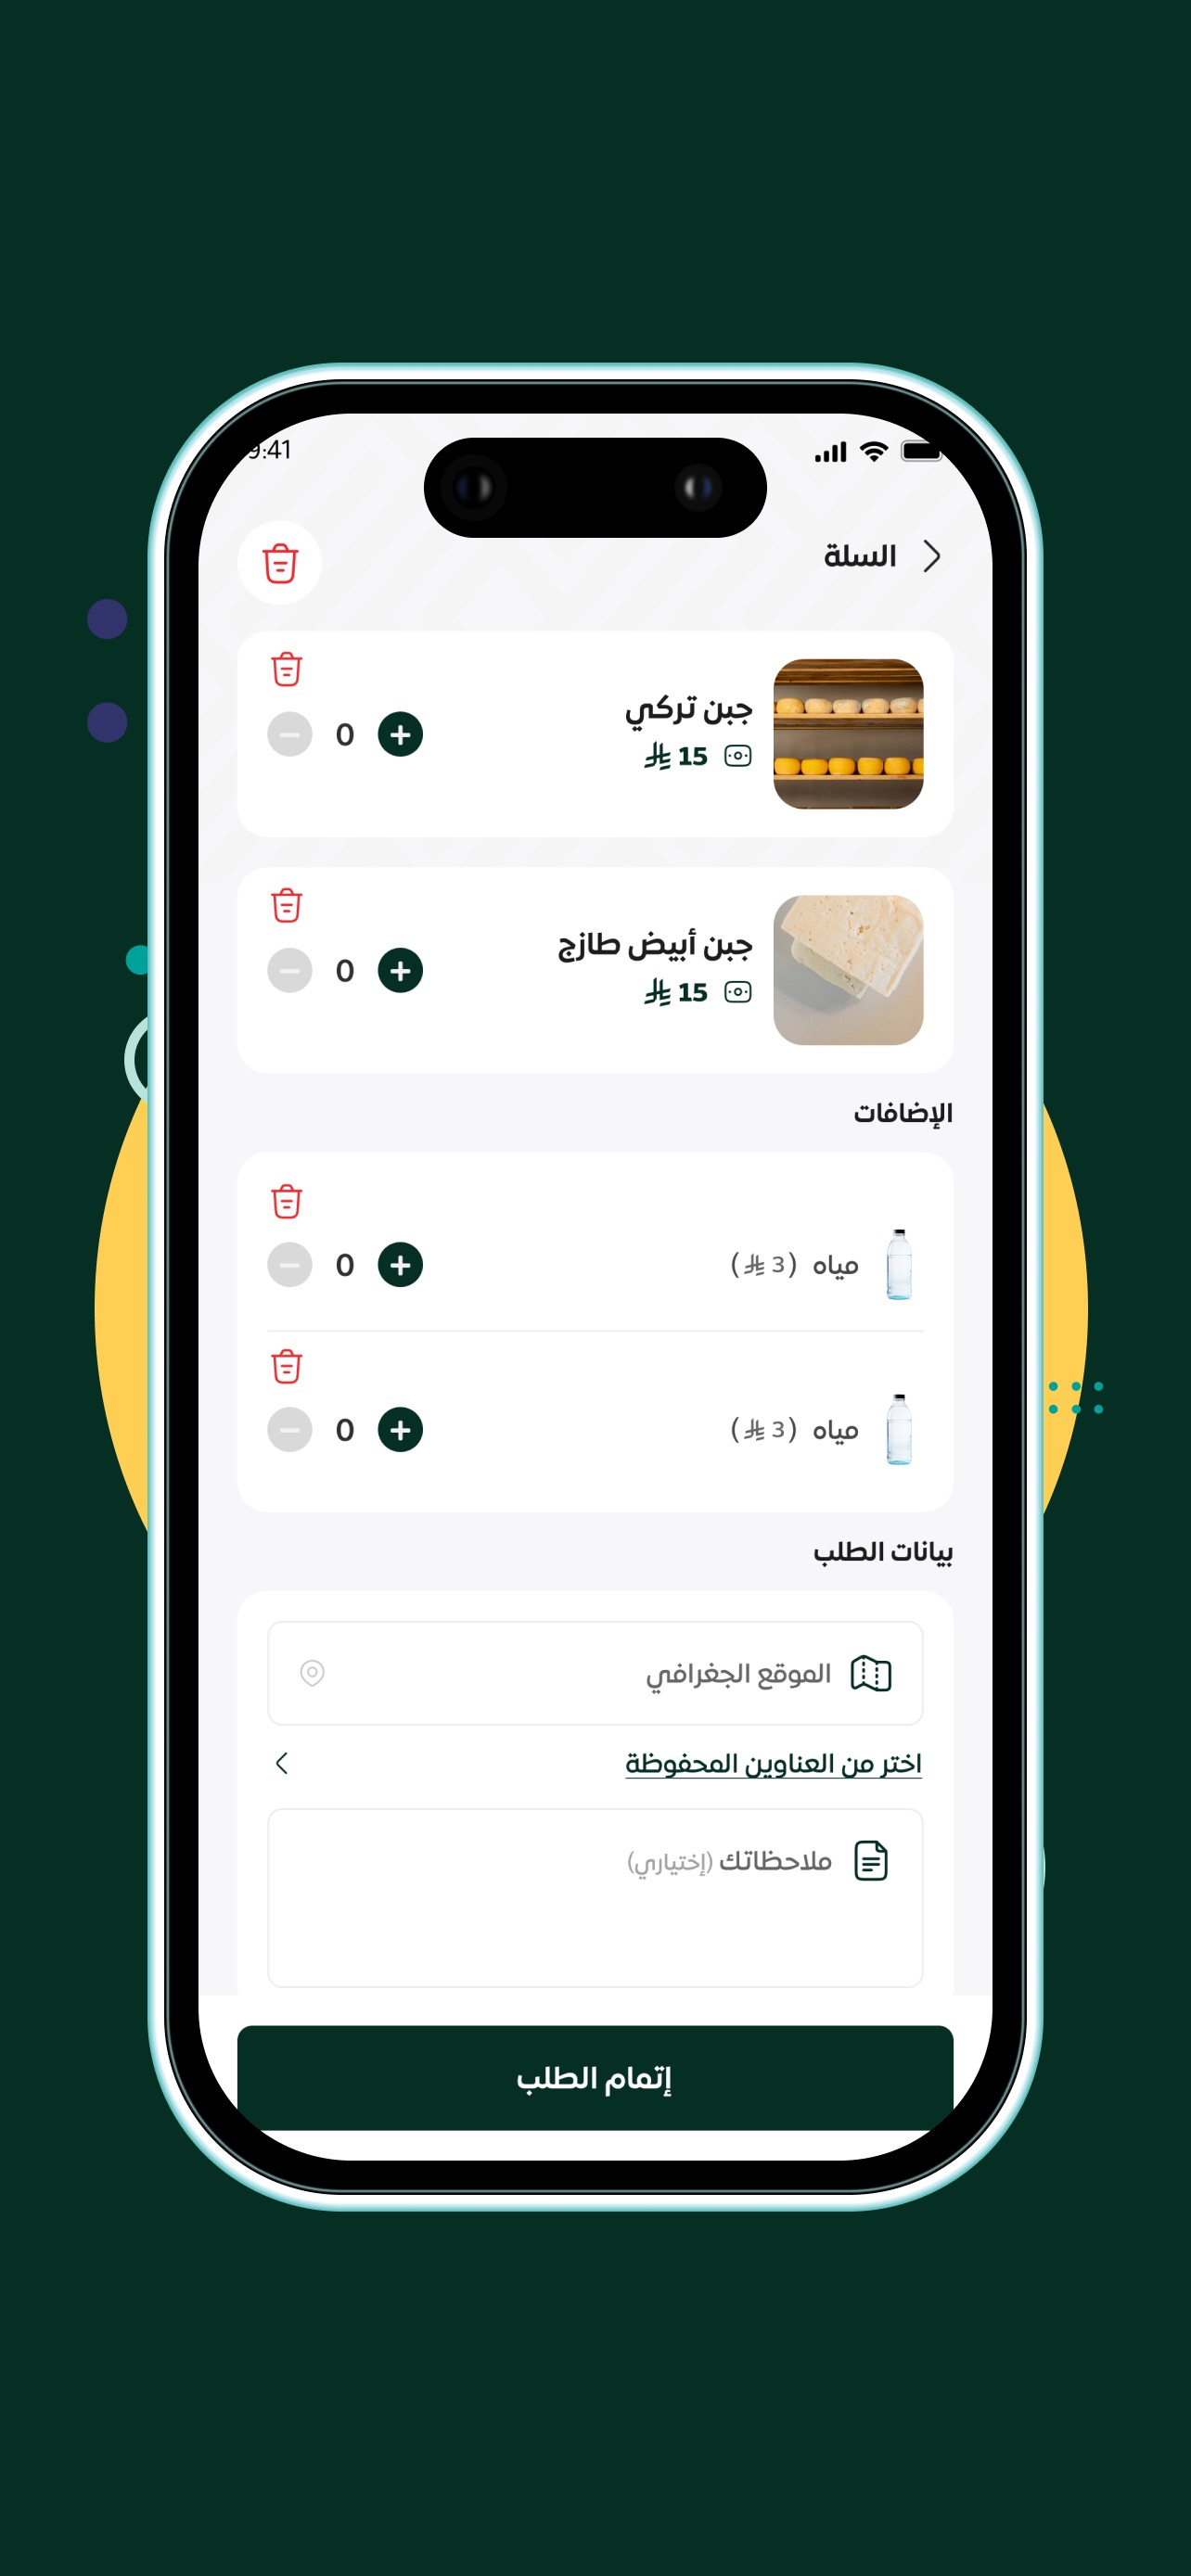 9:41
السلة
جبن تركي
15 ⃁
0
جبن أبيض طازج
15 ⃁
0
الإضافات
مياه (3 ⃁)
0
مياه (3 ⃁)
0
بيانات الطلب
الموقع الجغرافي
اختر من العناوين المحفوظة
ملاحظاتك (إختياري)
إتمام الطلب